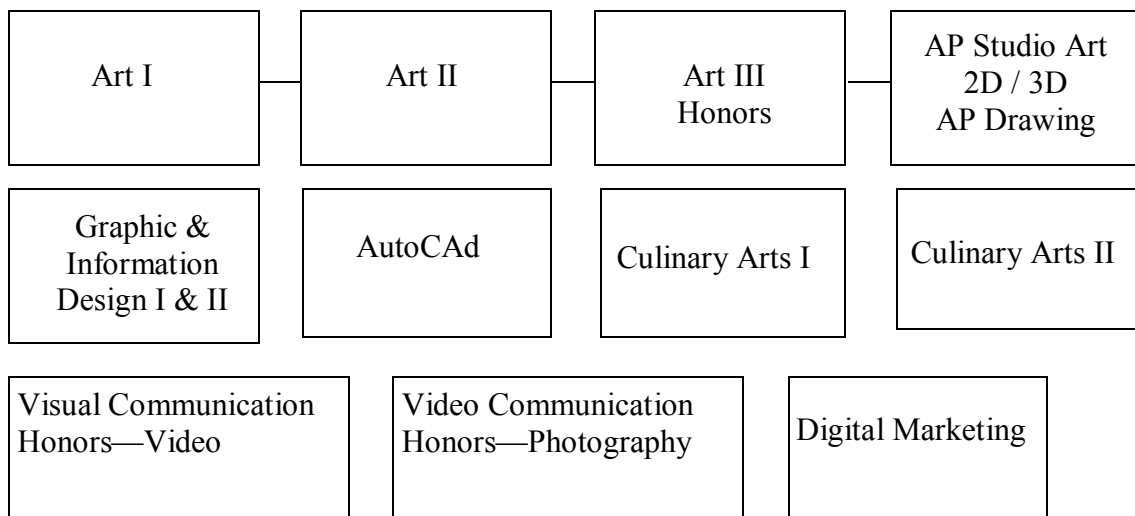 Art I
Art II
Art III
Honors
AP Studio Art
2D / 3D
AP Drawing
Graphic &
Information
Design I & II
AutoCAd
Culinary Arts I
Culinary Arts II
Visual Communication
Honors—Video
Video Communication
Honors—Photography
Digital Marketing